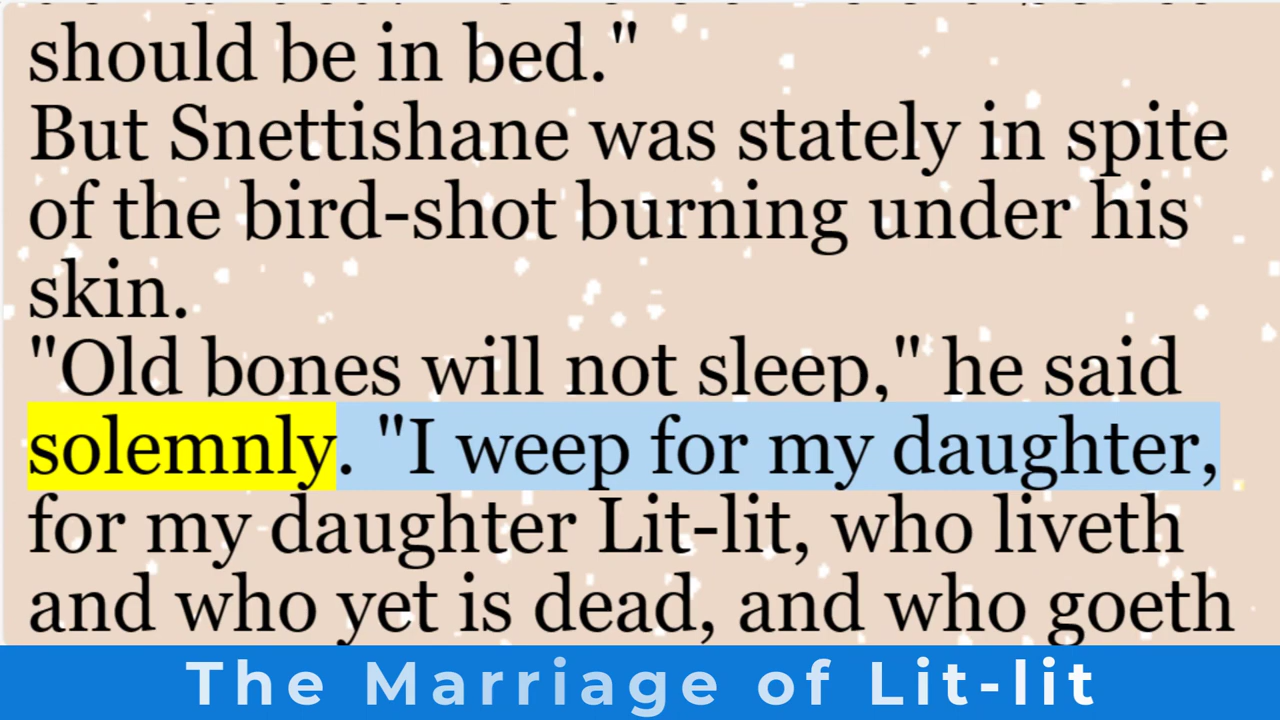 should be in bed."
But Snettishane was stately in spite
of the bird-shot burning under his
skin.
"Old bones will not sleep," he said
solemnly. "I weep for my daughter,
for my daughter Lit-lit, who liveth
and who yet is dead, and who goeth
The Marriage of Lit-lit